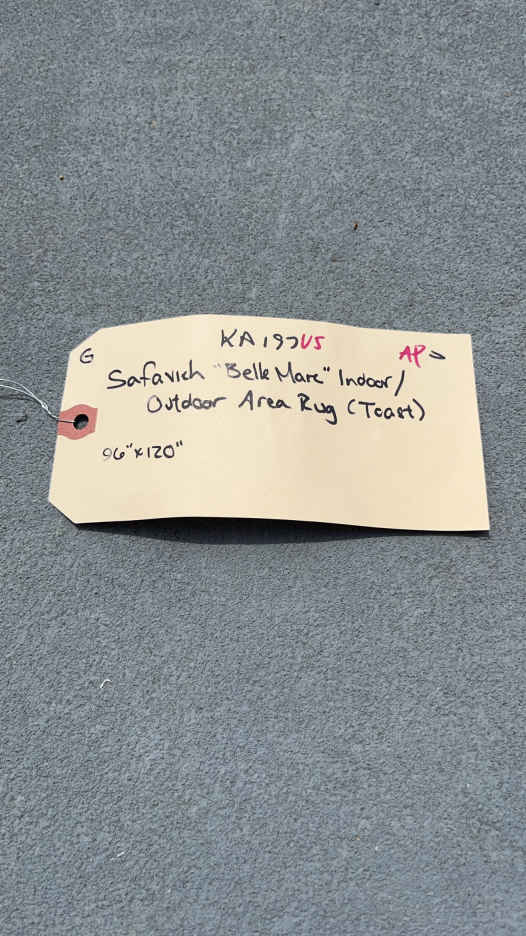 G
KA197US
AP
Safavieh "Belle Mare" Indoor/
Outdoor Area Rug (Toast)
96"x120"